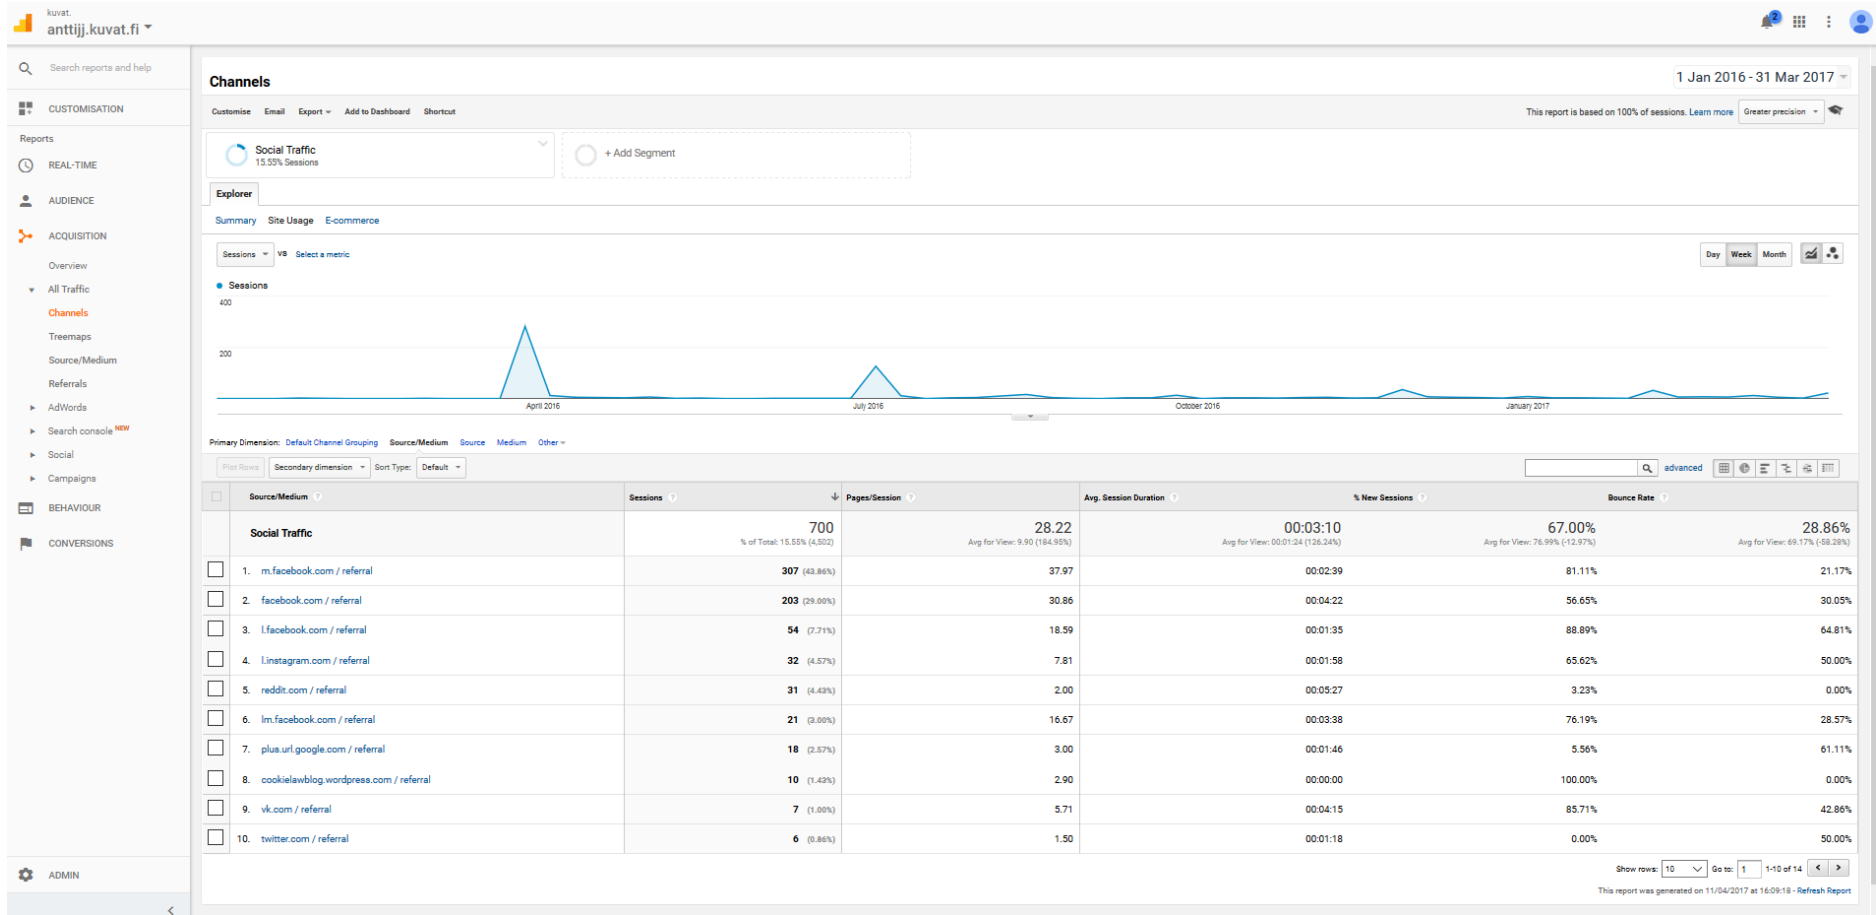 kuvat.
anttijj.kuvat.fi
2
Search reports and help
CUSTOMISATION
Reports
REAL-TIME
AUDIENCE
ACQUISITION
Overview
All Traffic
Channels
Treemaps
Source/Medium
Referrals
AdWords
Search console NEW
Social
Campaigns
BEHAVIOUR
CONVERSIONS
ADMIN
Channels
1 Jan 2016 - 31 Mar 2017
Customise Email Export Add to Dashboard Shortcut
This report is based on 100% of sessions. Learn more Greater precision
Social Traffic
15.55% Sessions
+ Add Segment
Explorer
Summary Site Usage E-commerce
Sessions VS Select a metric
Day Week Month
Sessions
400
200
April 2016 July 2016 October 2016 January 2017
Primary Dimension: Default Channel Grouping Source/Medium Source Medium Other
Plot Rows Secondary dimension Sort Type: Default advanced
Source/Medium ? Sessions ? Pages/Session ? Avg. Session Duration ? % New Sessions ? Bounce Rate ?
Social Traffic 700 28.22 00:03:10 67.00% 28.86%
% of Total: 15.55% (4,502) Avg for View: 9.90 (184.95%) Avg for View: 00:01:24 (126.24%) Avg for View: 76.99% (-12.97%) Avg for View: 69.17% (-58.28%)
1. m.facebook.com / referral 307 (43.86%) 37.97 00:02:39 81.11% 21.17%
2. facebook.com / referral 203 (29.00%) 30.86 00:04:22 56.65% 30.05%
3. l.facebook.com / referral 54 (7.71%) 18.59 00:01:35 88.89% 64.81%
4. l.instagram.com / referral 32 (4.57%) 7.81 00:01:58 65.62% 50.00%
5. reddit.com / referral 31 (4.43%) 2.00 00:05:27 3.23% 0.00%
6. lm.facebook.com / referral 21 (3.00%) 16.67 00:03:38 76.19% 28.57%
7. plus.url.google.com / referral 18 (2.57%) 3.00 00:01:46 5.56% 61.11%
8. cookielawblog.wordpress.com / referral 10 (1.43%) 2.90 00:00:00 100.00% 0.00%
9. vk.com / referral 7 (1.00%) 5.71 00:04:15 85.71% 42.86%
10. twitter.com / referral 6 (0.86%) 1.50 00:01:18 0.00% 50.00%
Show rows: 10 Go to: 1 1-10 of 14
This report was generated on 11/04/2017 at 16:09:18 - Refresh Report